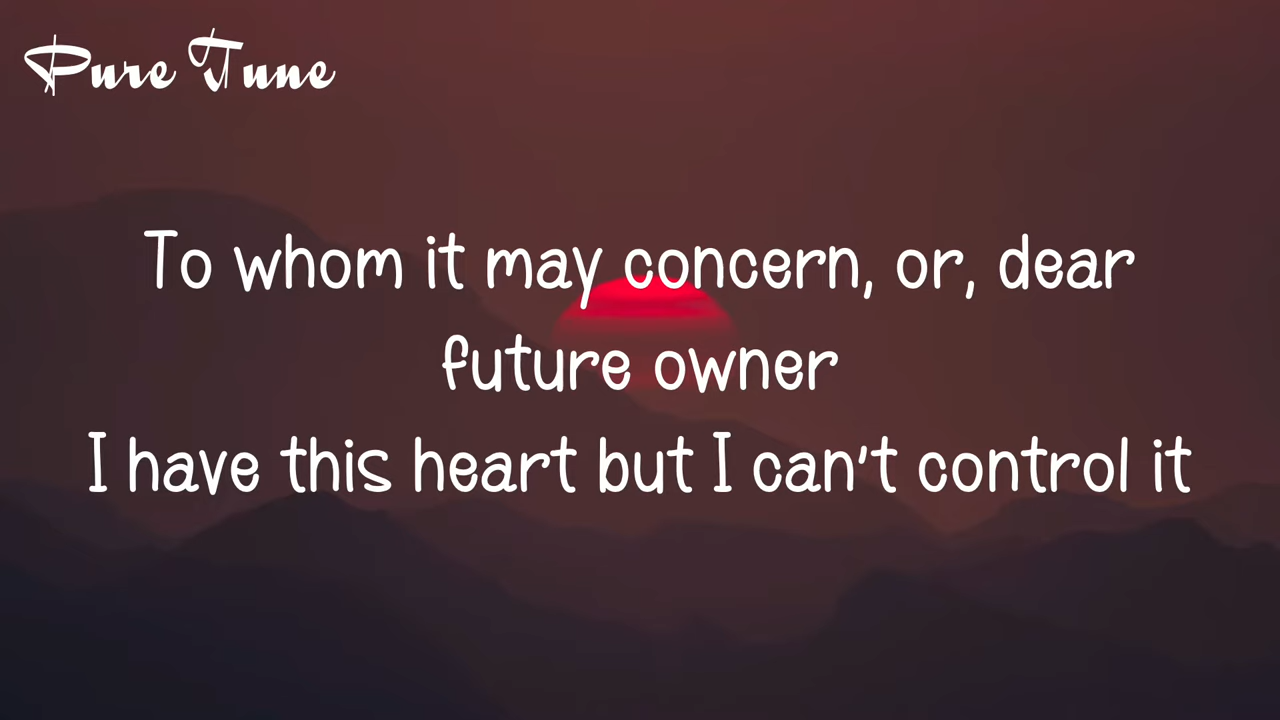 Pure Tune
To whom it may concern, or, dear
future owner
I have this heart but I can't control it